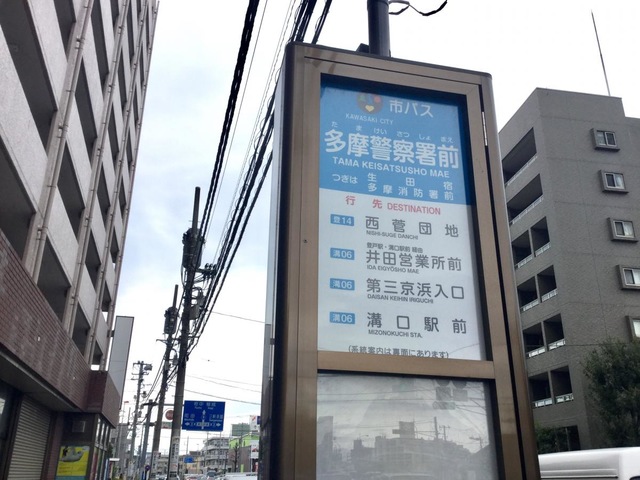 市バス
KAWASAKI CITY
た ま けい さつ しょ まえ
多摩警察署前
TAMA KEISATSUSHO MAE
つぎは 生田宿
多摩消防署前
行先 DESTINATION
登14 西菅団地
NISHI-SUGE DANCHI
登戸駅・溝口駅前 経由
溝06 井田営業所前
IDA EIGYOSHO MAE
溝06 第三京浜入口
DAISAN KEIHIN IRIGUCHI
溝06 溝口駅前
MIZONOKUCHI STA.
(系統案内は裏面にあります)